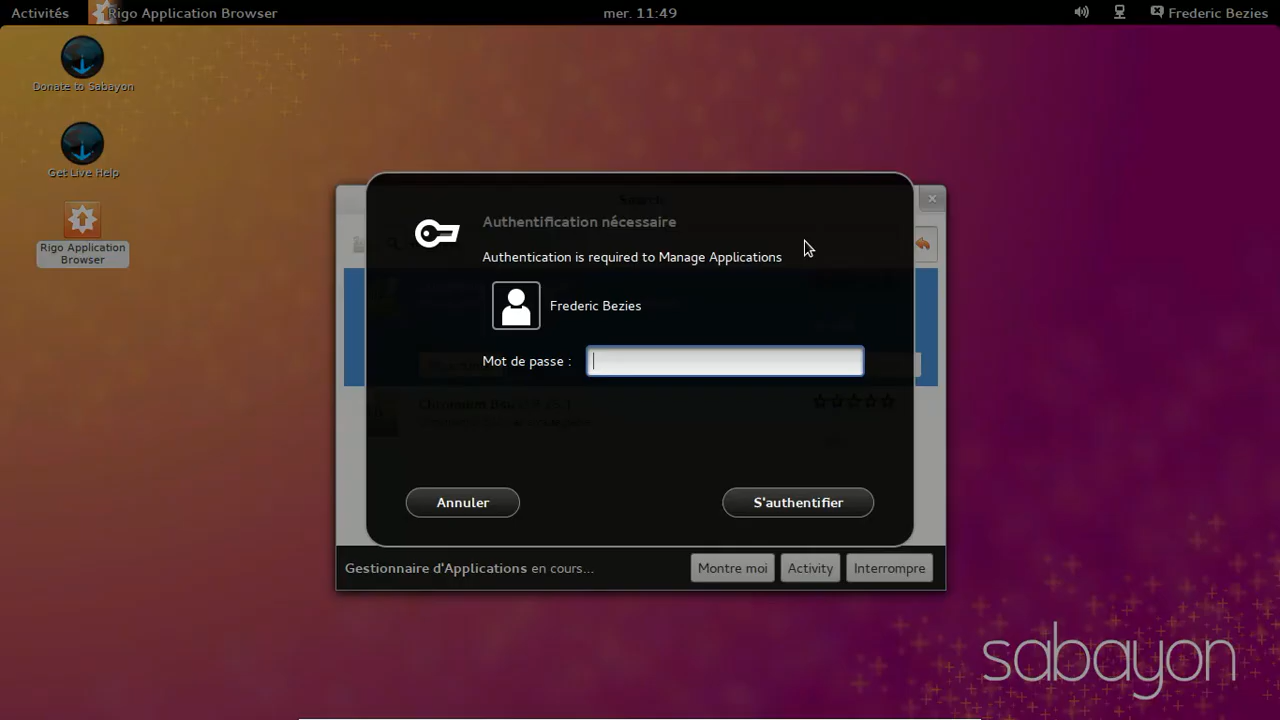 Activités Rigo Application Browser mer. 11:49 Frederic Bezies
Donate to Sabayon
Get Live Help
Rigo Application
Browser
Search
Authentification nécessaire
Authentication is required to Manage Applications
Frederic Bezies
Mot de passe :
Annuler S'authentifier
Gestionnaire d'Applications en cours... Montre moi Activity Interrompre
sabayon